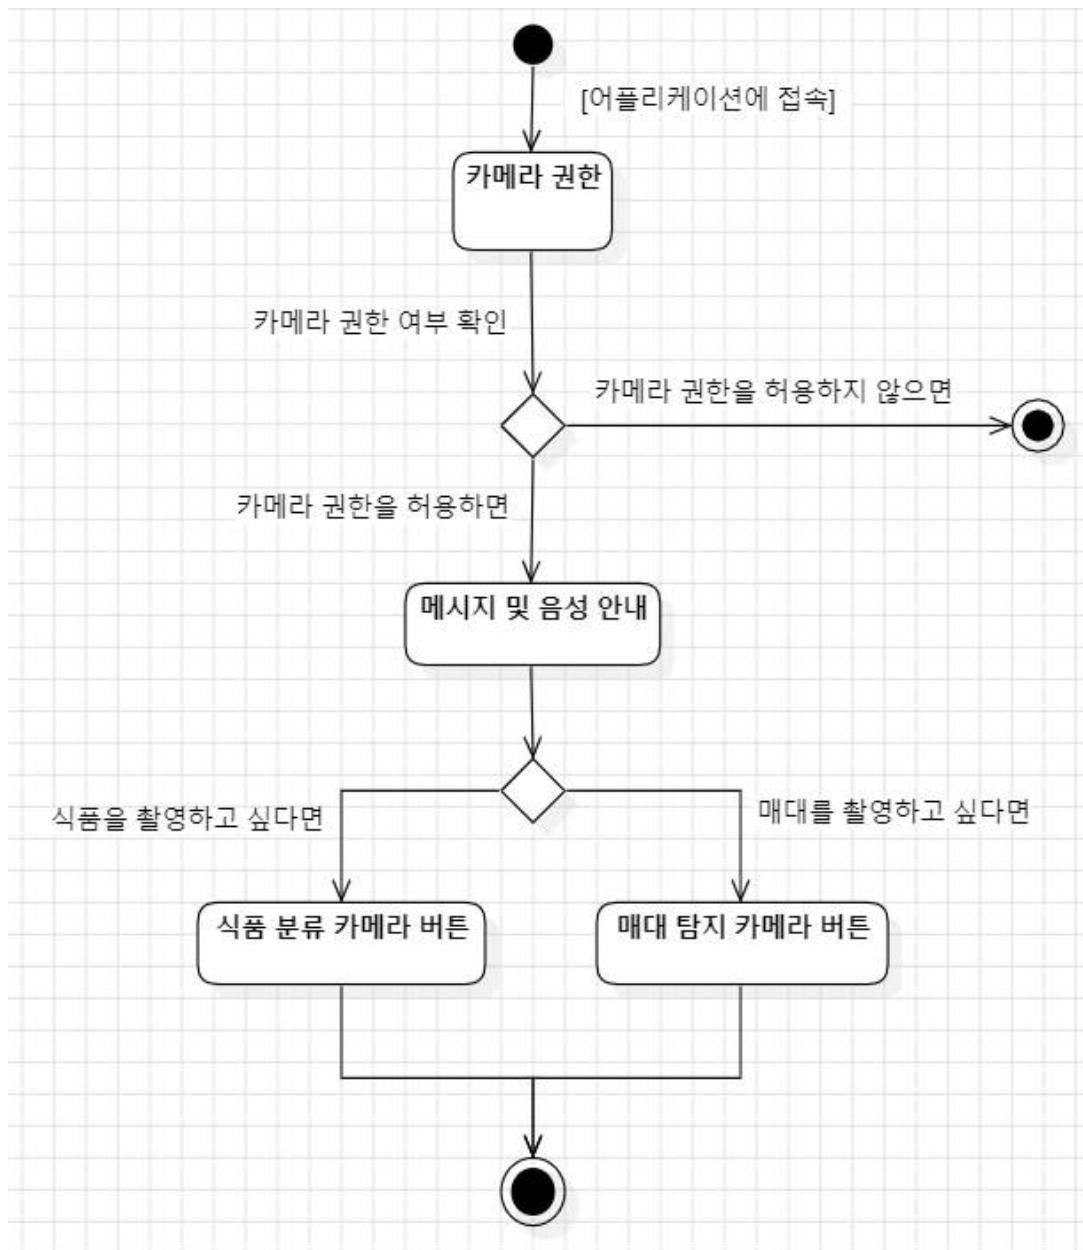 [어플리케이션에 접속]
카메라 권한
카메라 권한 여부 확인
카메라 권한을 허용하지 않으면
카메라 권한을 허용하면
메시지 및 음성 안내
식품을 촬영하고 싶다면
매대를 촬영하고 싶다면
식품 분류 카메라 버튼
매대 탐지 카메라 버튼